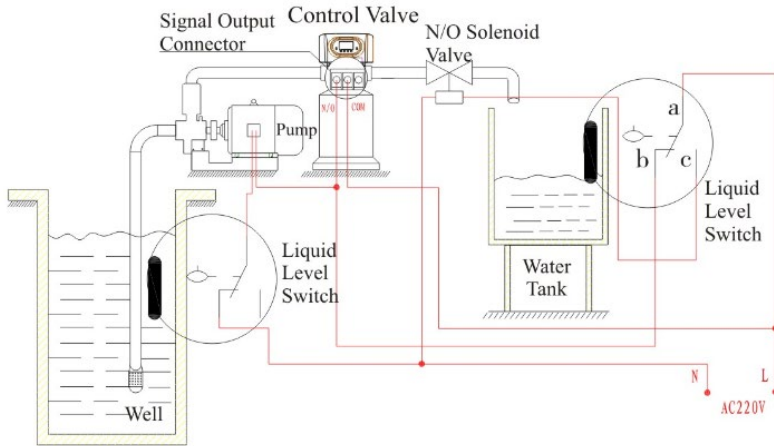 Signal Output
Connector
Control Valve
N/O Solenoid
Valve
N/O
COM
Pump
a
b
c
Liquid
Level
Switch
Liquid
Level
Switch
Water
Tank
Well
N
L
AC220V